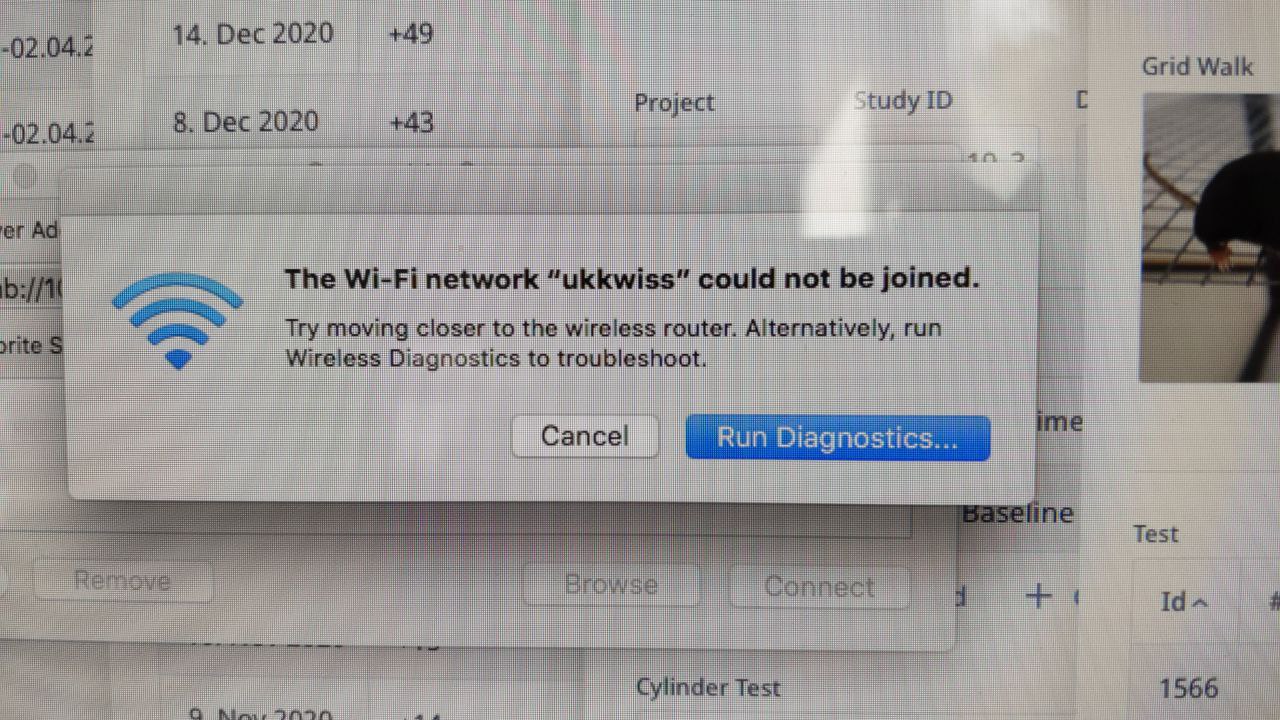 -02.04.2
14. Dec 2020
+49
Grid Walk
Project
Study ID
D
-02.04.2
8. Dec 2020
+43
er Ad
The Wi-Fi network “ukkwiss” could not be joined.
Try moving closer to the wireless router. Alternatively, run
Wireless Diagnostics to troubleshoot.
b://10
orite S
Cancel
Run Diagnostics...
ime
Baseline
Test
Remove
Browse
Connect
+
Id
#
Cylinder Test
1566
9. Nov 2020